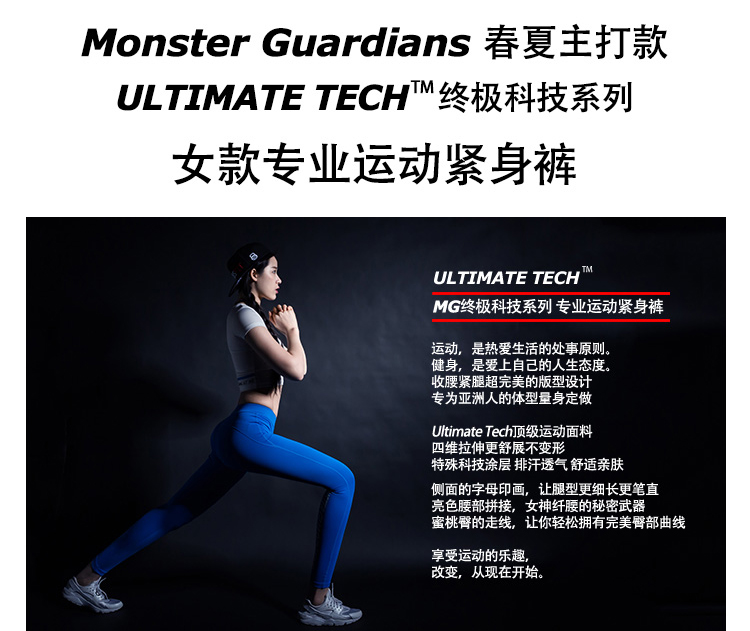 Monster Guardians 春夏主打款
ULTIMATE TECH™终极科技系列
女款专业运动紧身裤
ULTIMATE TECH™
MG终极科技系列 专业运动紧身裤
运动，是热爱生活的处事原则。
健身，是爱上自己的人生态度。
收腰紧腿超完美的版型设计
专为亚洲人的体型量身定做
Ultimate Tech顶级运动面料
四维拉伸更舒展不变形
特殊科技涂层 排汗透气 舒适亲肤
侧面的字母印画，让腿型更细长更笔直
亮色腰部拼接，女神纤腰的秘密武器
蜜桃臀的走线，让你轻松拥有完美臀部曲线
享受运动的乐趣，
改变，从现在开始。